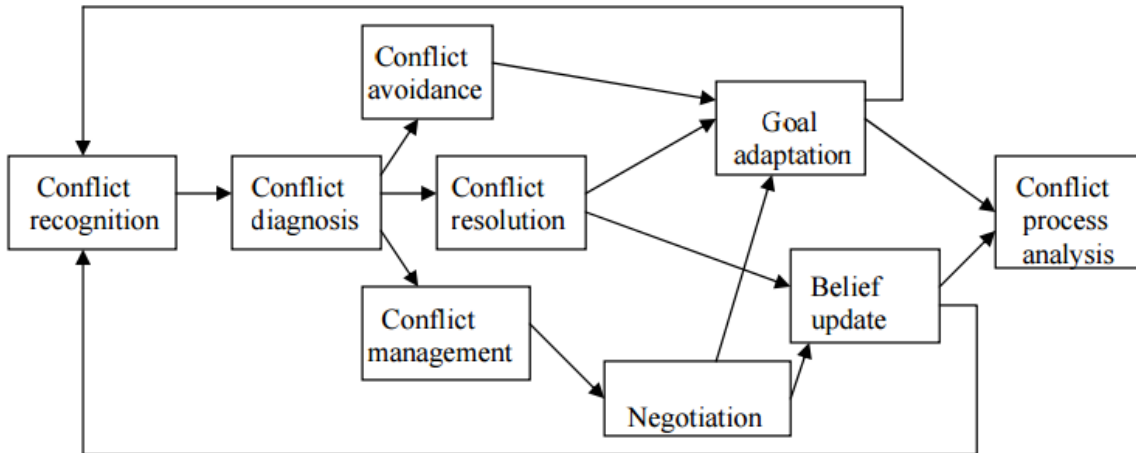 Conflict
avoidance
Goal
adaptation
Conflict
recognition
Conflict
diagnosis
Conflict
resolution
Conflict
process
analysis
Conflict
management
Belief
update
Negotiation